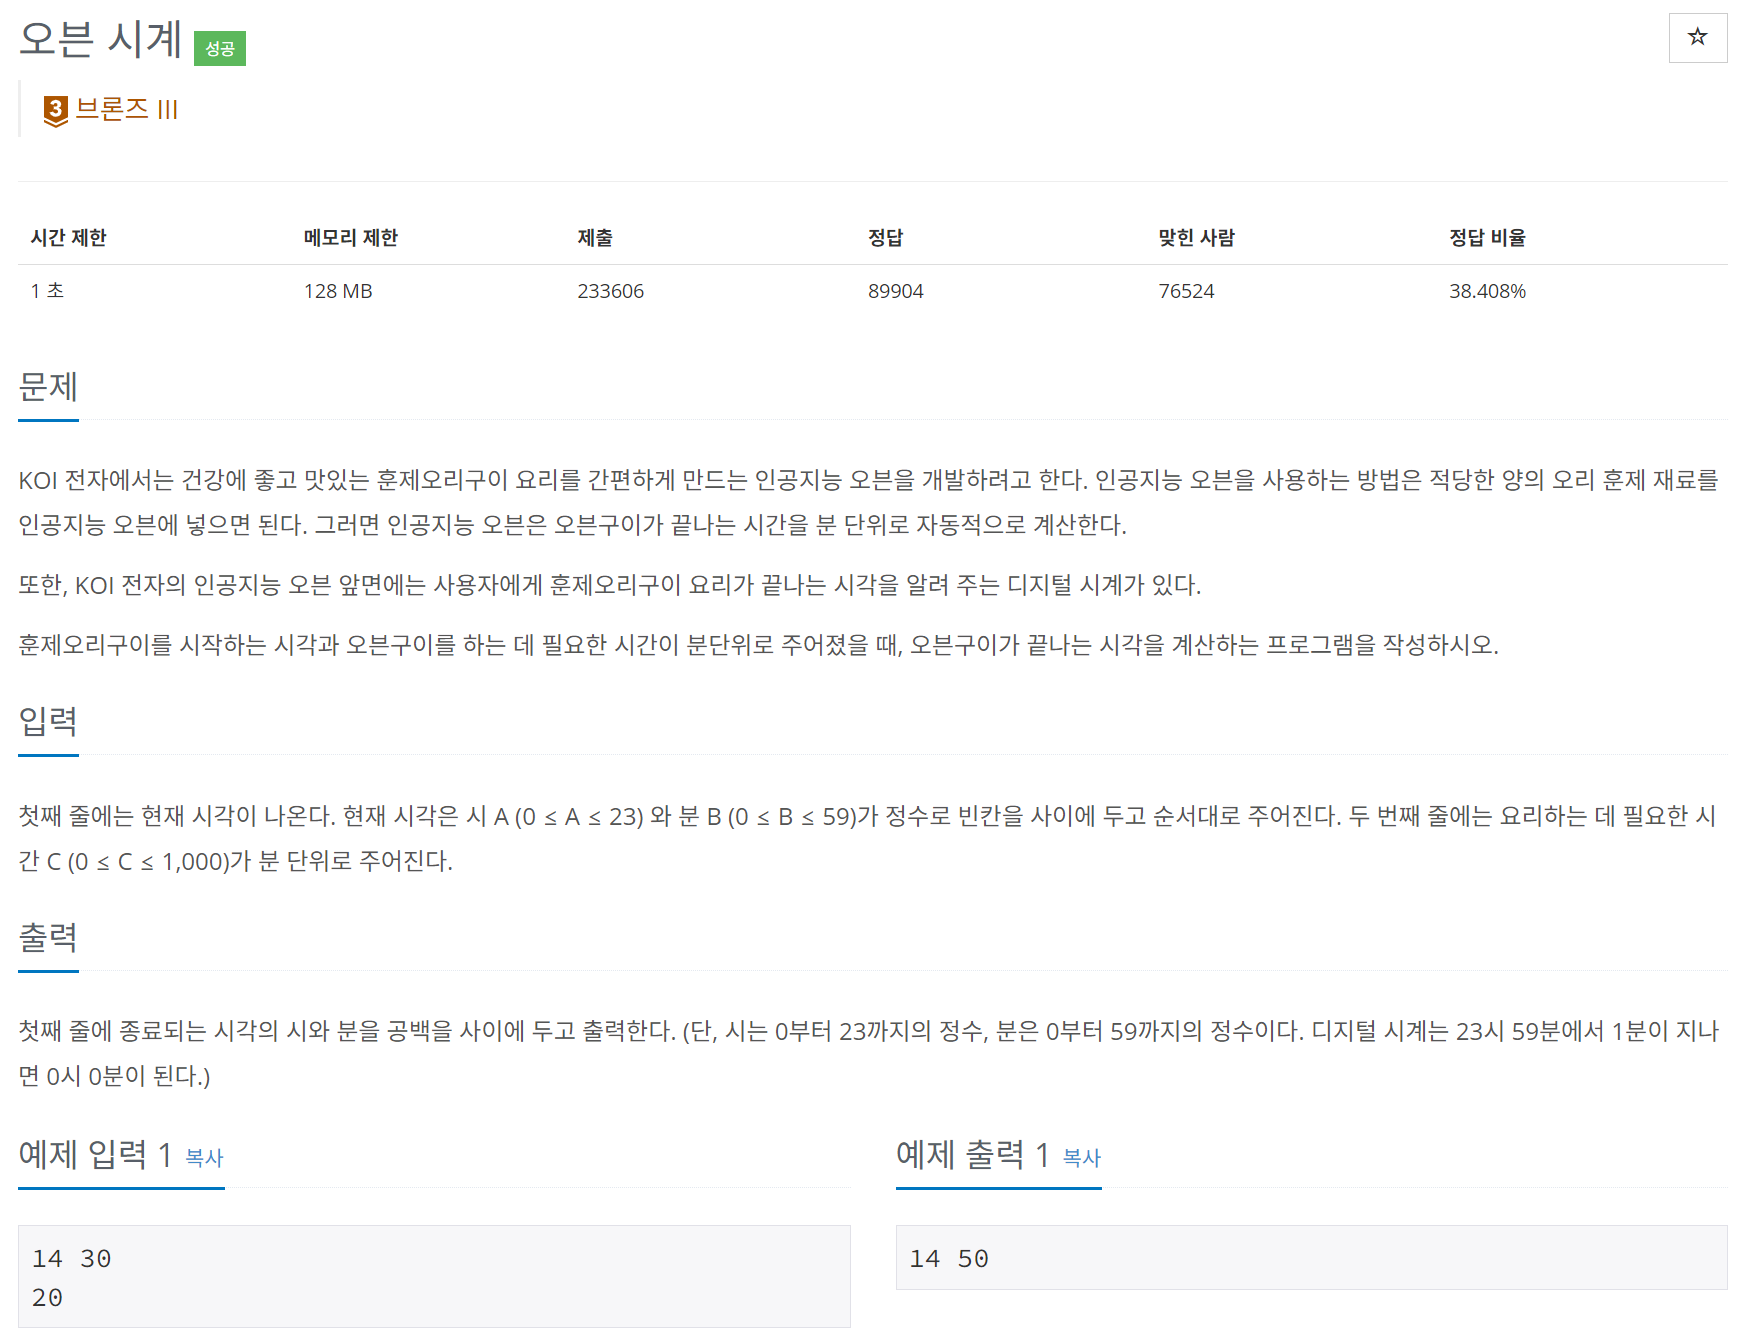 오븐 시계 성공
☆
3 브론즈 III
시간 제한 메모리 제한 제출 정답 맞힌 사람 정답 비율
1 초 128 MB 233606 89904 76524 38.408%
문제
KOI 전자에서는 건강에 좋고 맛있는 훈제오리구이 요리를 간편하게 만드는 인공지능 오븐을 개발하려고 한다. 인공지능 오븐을 사용하는 방법은 적당한 양의 오리 훈제 재료를
인공지능 오븐에 넣으면 된다. 그러면 인공지능 오븐은 오븐구이가 끝나는 시간을 분 단위로 자동적으로 계산한다.
또한, KOI 전자의 인공지능 오븐 앞면에는 사용자에게 훈제오리구이 요리가 끝나는 시각을 알려 주는 디지털 시계가 있다.
훈제오리구이를 시작하는 시각과 오븐구이를 하는 데 필요한 시간이 분단위로 주어졌을 때, 오븐구이가 끝나는 시각을 계산하는 프로그램을 작성하시오.
입력
첫째 줄에는 현재 시각이 나온다. 현재 시각은 시 A (0 ≤ A ≤ 23) 와 분 B (0 ≤ B ≤ 59)가 정수로 빈칸을 사이에 두고 순서대로 주어진다. 두 번째 줄에는 요리하는 데 필요한 시
간 C (0 ≤ C ≤ 1,000)가 분 단위로 주어진다.
출력
첫째 줄에 종료되는 시각의 시와 분을 공백을 사이에 두고 출력한다. (단, 시는 0부터 23까지의 정수, 분은 0부터 59까지의 정수이다. 디지털 시계는 23시 59분에서 1분이 지나
면 0시 0분이 된다.)
예제 입력 1 복사
14 30
20
예제 출력 1 복사
14 50